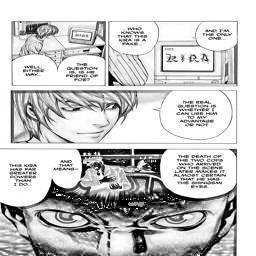 AND I'M
THE ONLY
ONE...
KIRA
WHO
KNOWS
THAT THIS
KIRA IS A
FAKE...
THE
QUESTION
IS, IS HE
FRIEND
OF FOE?
WELL,
EITHER
WAY...
THE REAL
QUESTION IS
WHETHER I
CAN USE HIM
TO MY
ADVANTAGE
OR NOT.
THE DEATH OF
THE TWO COPS
WHO ARRIVED
ON THE SCENE
LATER MAKES IT
ALMOST CERTAIN
THAT HE HAS
THE SHINIGAMI
EYES.
AND
THAT
MEANS--
THIS KIRA
HAS FAR
GREATER
POWERS
THAN
I DO...